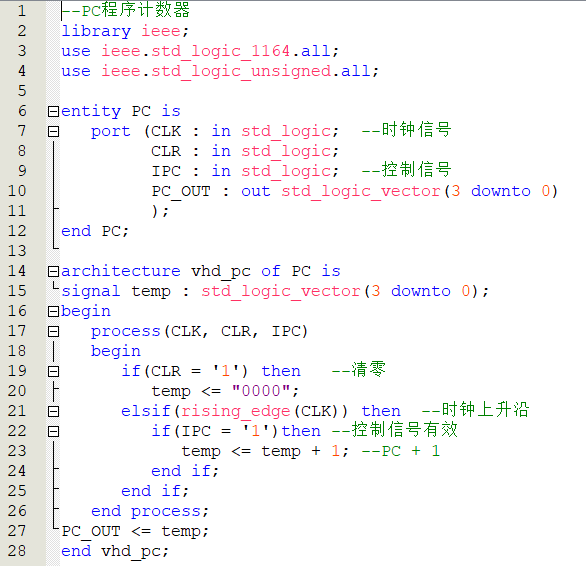 1 --PC程序计数器
2 library ieee;
3 use ieee.std_logic_1164.all;
4 use ieee.std_logic_unsigned.all;
5
6 entity PC is
7    port (CLK : in std_logic;  --时钟信号
8          CLR : in std_logic;
9          IPC : in std_logic;  --控制信号
10          PC_OUT : out std_logic_vector(3 downto 0)
11          );
12 end PC;
13
14 architecture vhd_pc of PC is
15 signal temp : std_logic_vector(3 downto 0);
16 begin
17    process(CLK, CLR, IPC)
18    begin
19       if(CLR = '1') then   --清零
20          temp <= "0000";
21       elsif(rising_edge(CLK)) then  --时钟上升沿
22          if(IPC = '1')then --控制信号有效
23             temp <= temp + 1; --PC + 1
24          end if;
25       end if;
26    end process;
27 PC_OUT <= temp;
28 end vhd_pc;